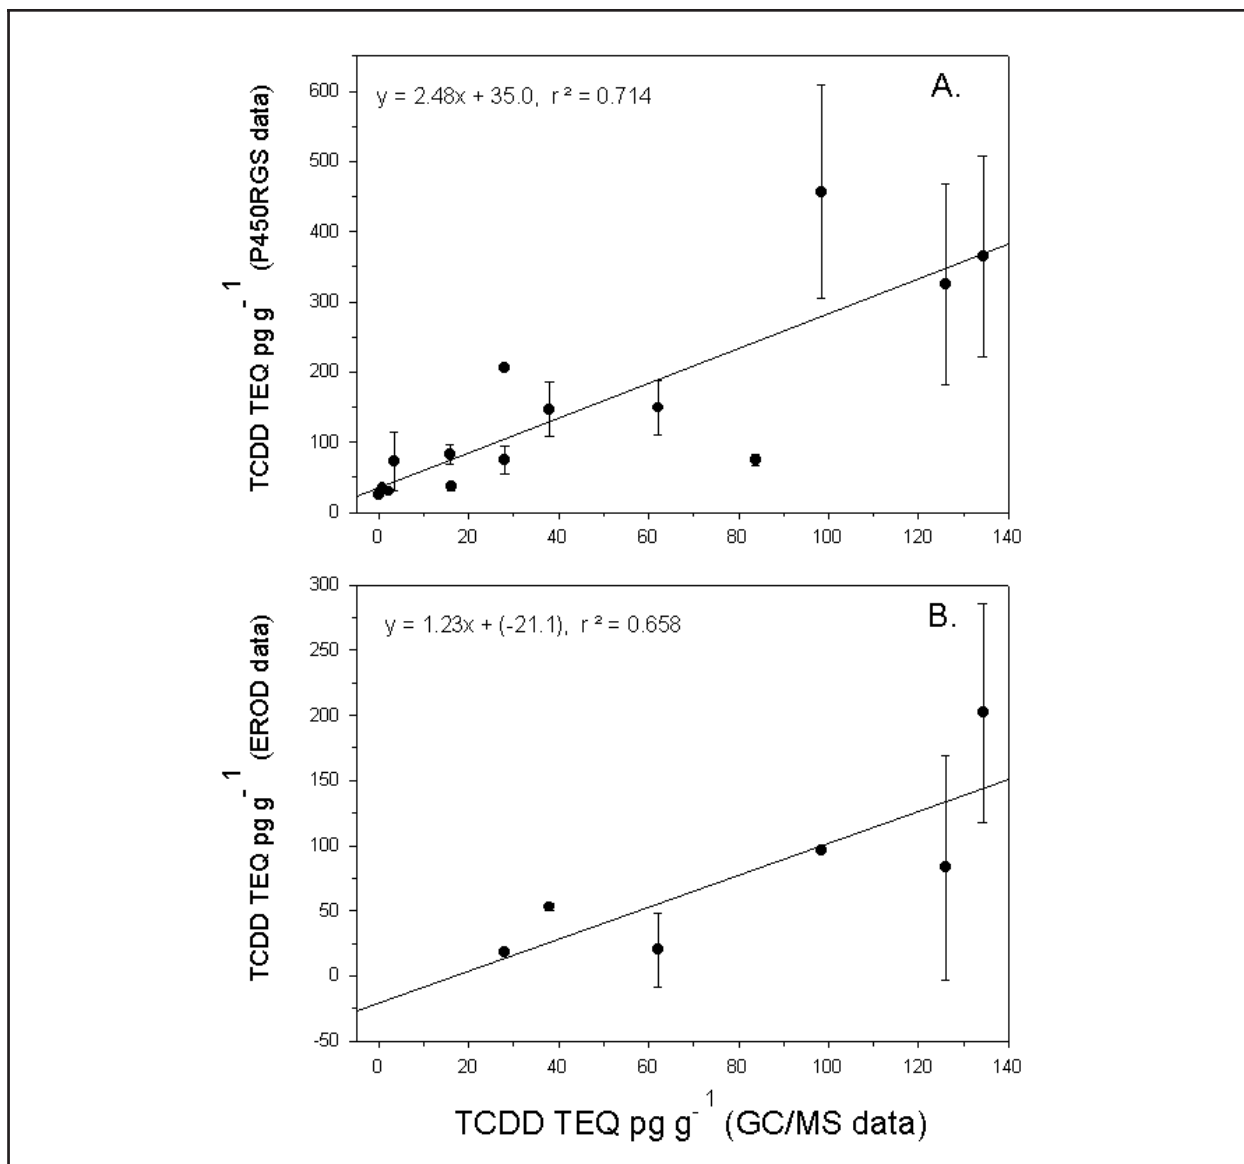 A.
y = 2.48x + 35.0, r ² = 0.714
TCDD TEQ pg g⁻¹ (P450RGS data)
600
500
400
300
200
100
0
0 20 40 60 80 100 120 140
B.
y = 1.23x + (-21.1), r ² = 0.658
TCDD TEQ pg g⁻¹ (EROD data)
300
250
200
150
100
50
0
-50
0 20 40 60 80 100 120 140
TCDD TEQ pg g⁻¹ (GC/MS data)